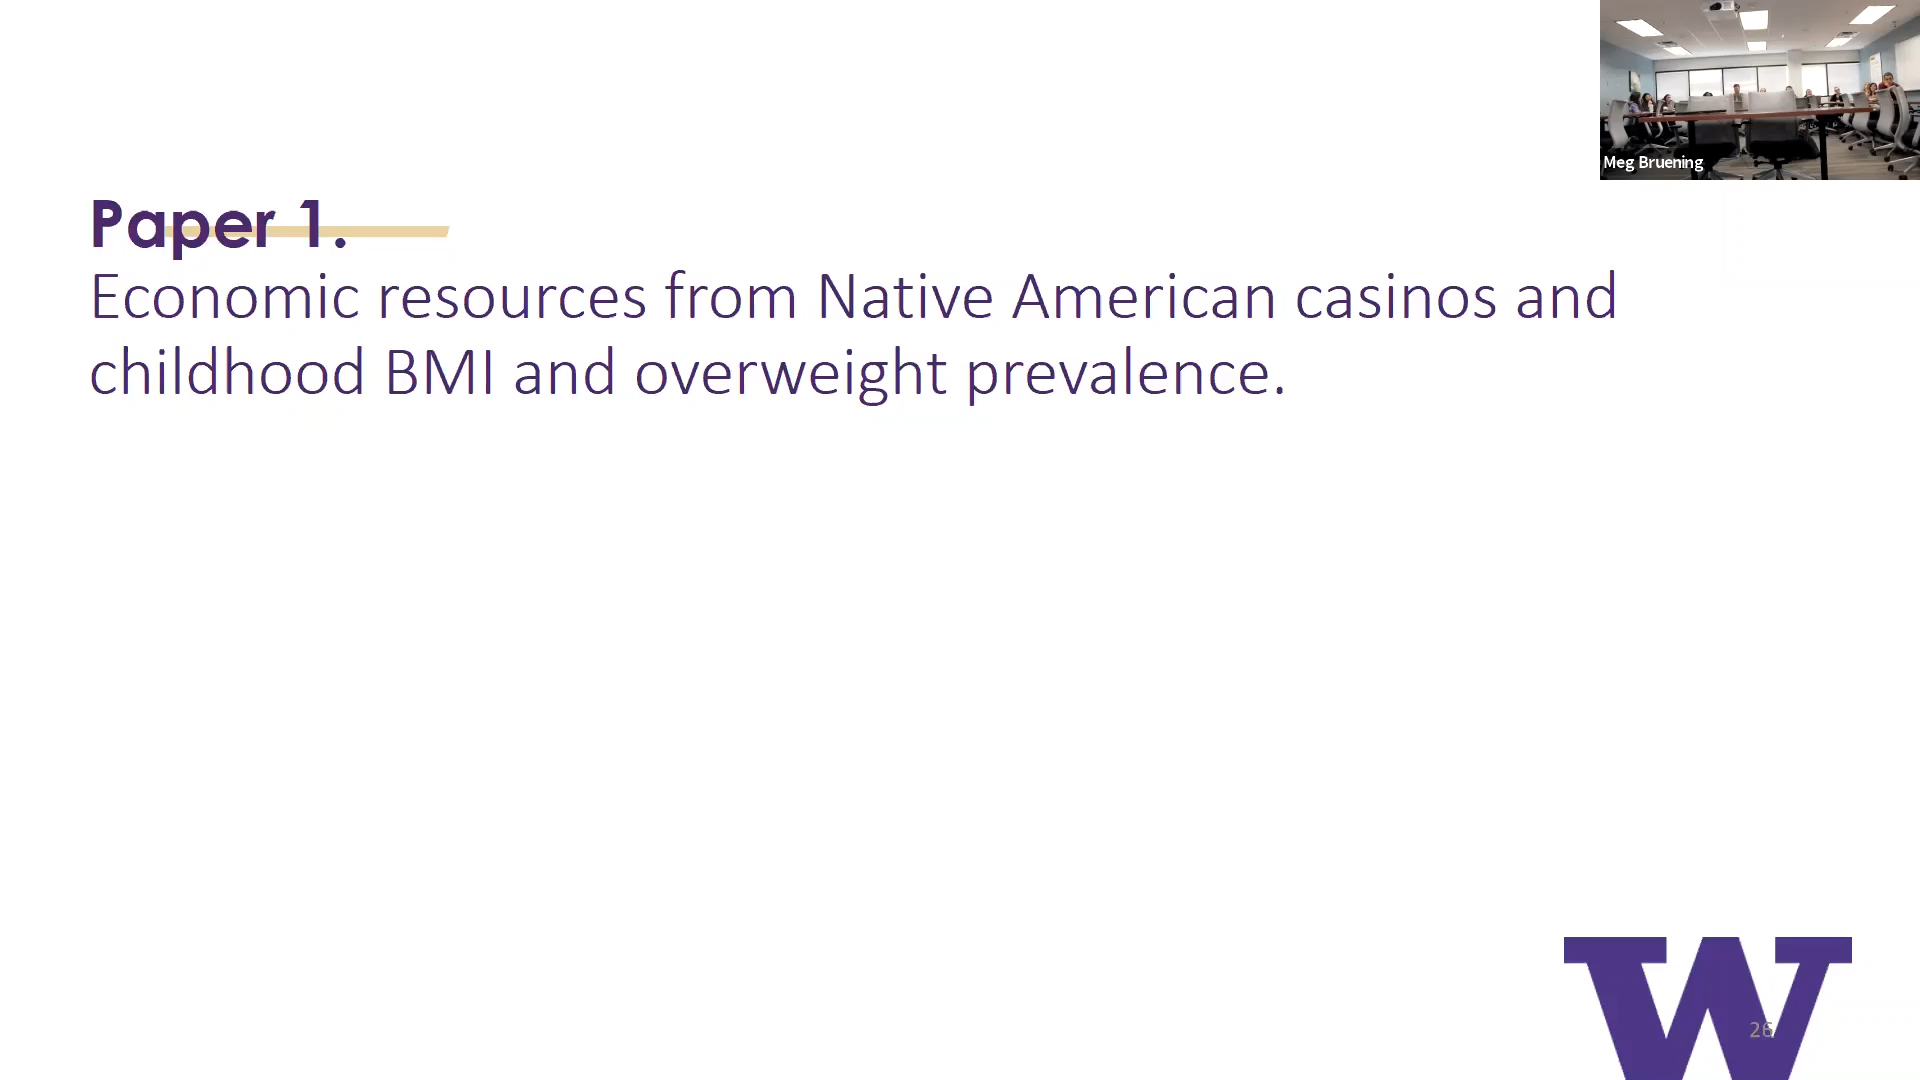 Meg Bruening
Paper 1.
Economic resources from Native American casinos and
childhood BMI and overweight prevalence.
W
26